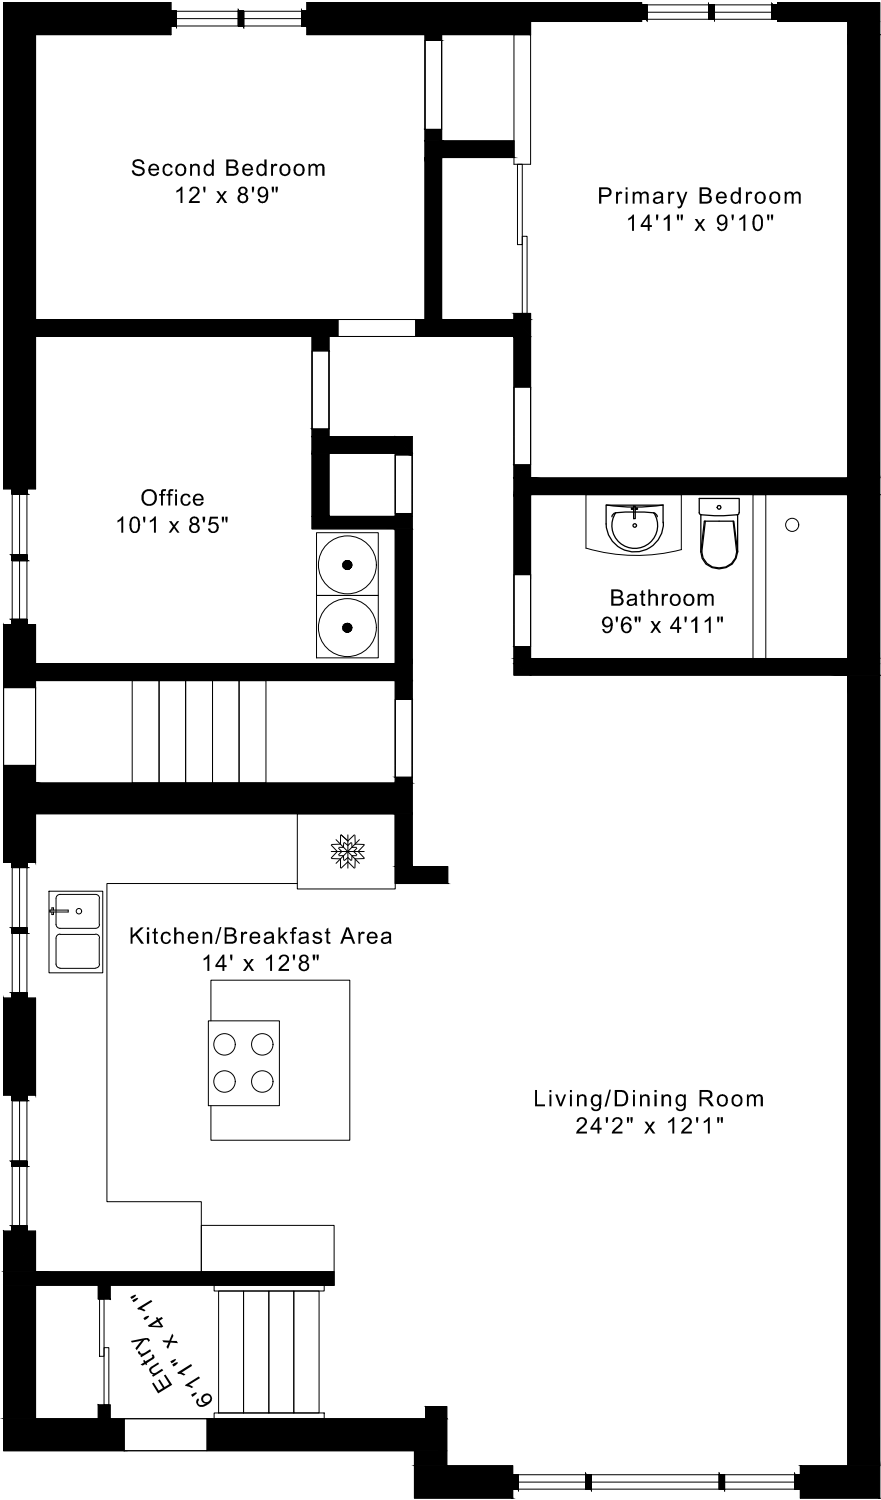 Second Bedroom
12' x 8'9"
Primary Bedroom
14'1" x 9'10"
Office
10'1 x 8'5"
Bathroom
9'6" x 4'11"
Kitchen/Breakfast Area
14' x 12'8"
Living/Dining Room
24'2" x 12'1"
Entry
6'11" x 4'1"